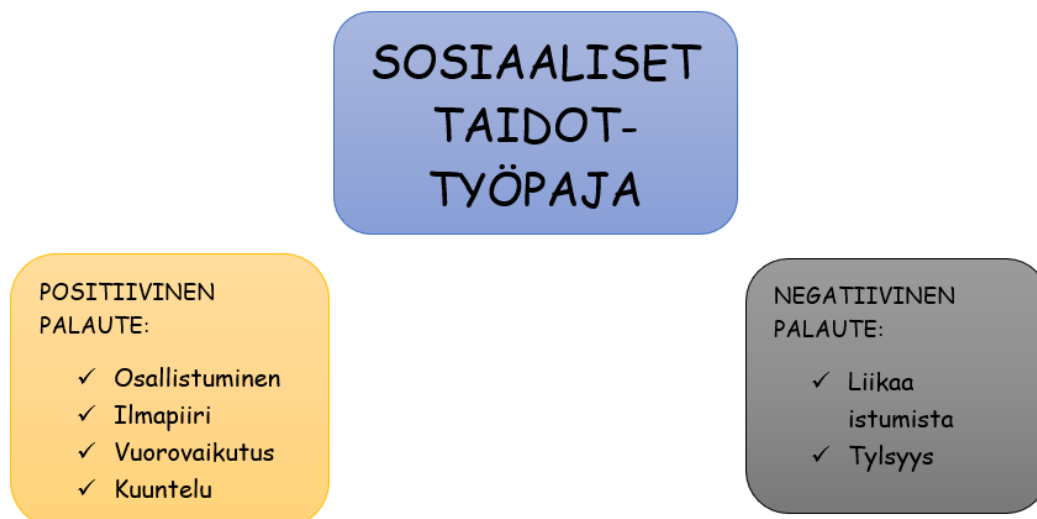 SOSIAALISET
TAIDOT-
TYÖPAJA
POSITIIVINEN
PALAUTE:
✓ Osallistuminen
✓ Ilmapiiri
✓ Vuorovaikutus
✓ Kuuntelu
NEGATIIVINEN
PALAUTE:
✓ Liikaa
istumista
✓ Tylsyys